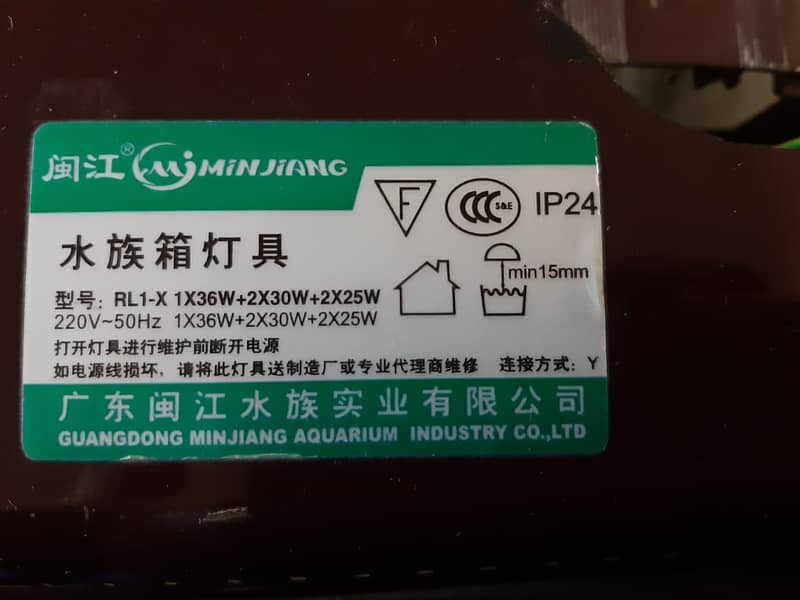 闽江® MJ MINJIANG
F CCC S&E IP24
水族箱灯具
min15mm
型号：RL1-X 1X36W+2X30W+2X25W
220V~50Hz 1X36W+2X30W+2X25W
打开灯具进行维护前断开电源
如电源线损坏，请将此灯具送制造厂或专业代理商维修 连接方式：Y
广东闽江水族实业有限公司
GUANGDONG MINJIANG AQUARIUM INDUSTRY CO.,LTD